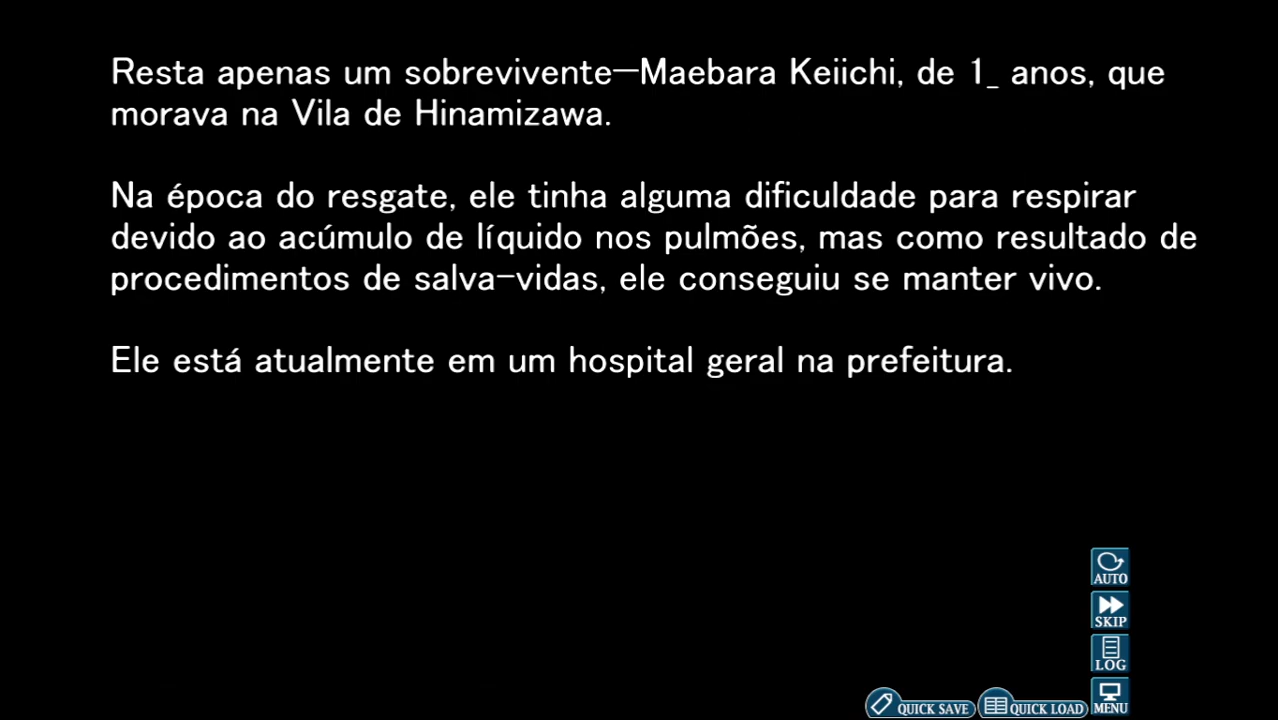 Resta apenas um sobrevivente—Maebara Keiichi, de 1_ anos, que
morava na Vila de Hinamizawa.
Na época do resgate, ele tinha alguma dificuldade para respirar
devido ao acúmulo de líquido nos pulmões, mas como resultado de
procedimentos de salva-vidas, ele conseguiu se manter vivo.
Ele está atualmente em um hospital geral na prefeitura.
AUTO
SKIP
LOG
MENU
QUICK SAVE
QUICK LOAD